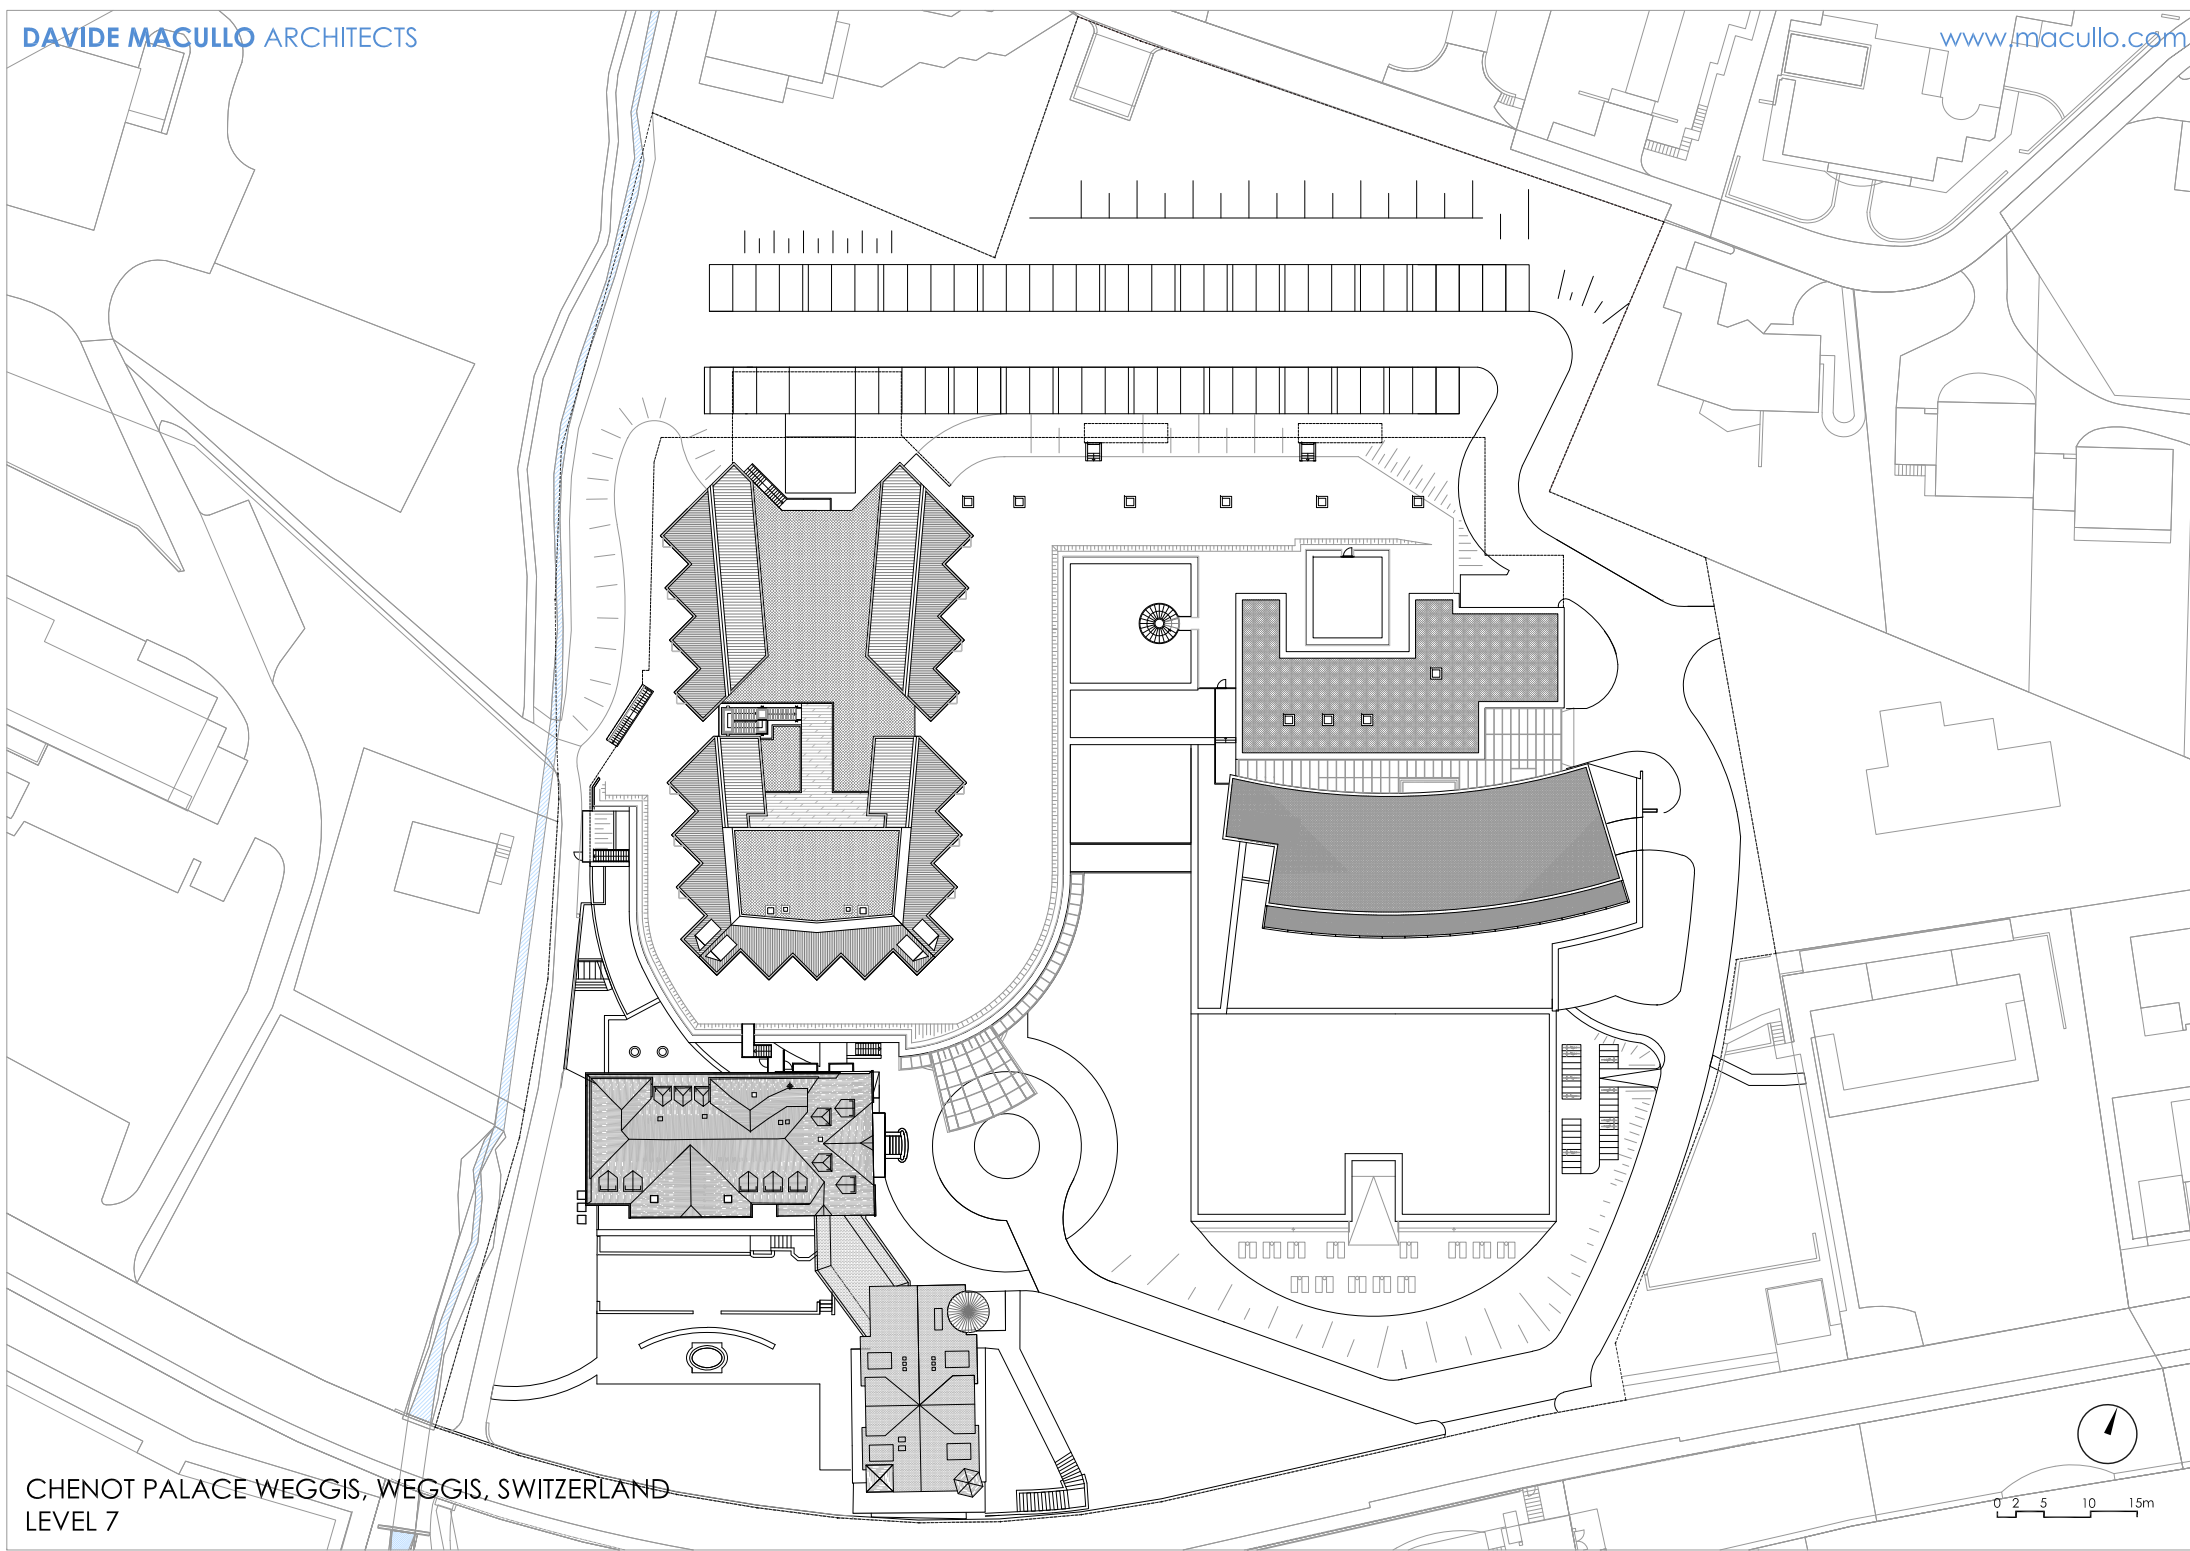 DAVIDE MACULLO ARCHITECTS
www.macullo.com
CHENOT PALACE WEGGIS, WEGGIS, SWITZERLAND
LEVEL 7
0 2 5 10 15m